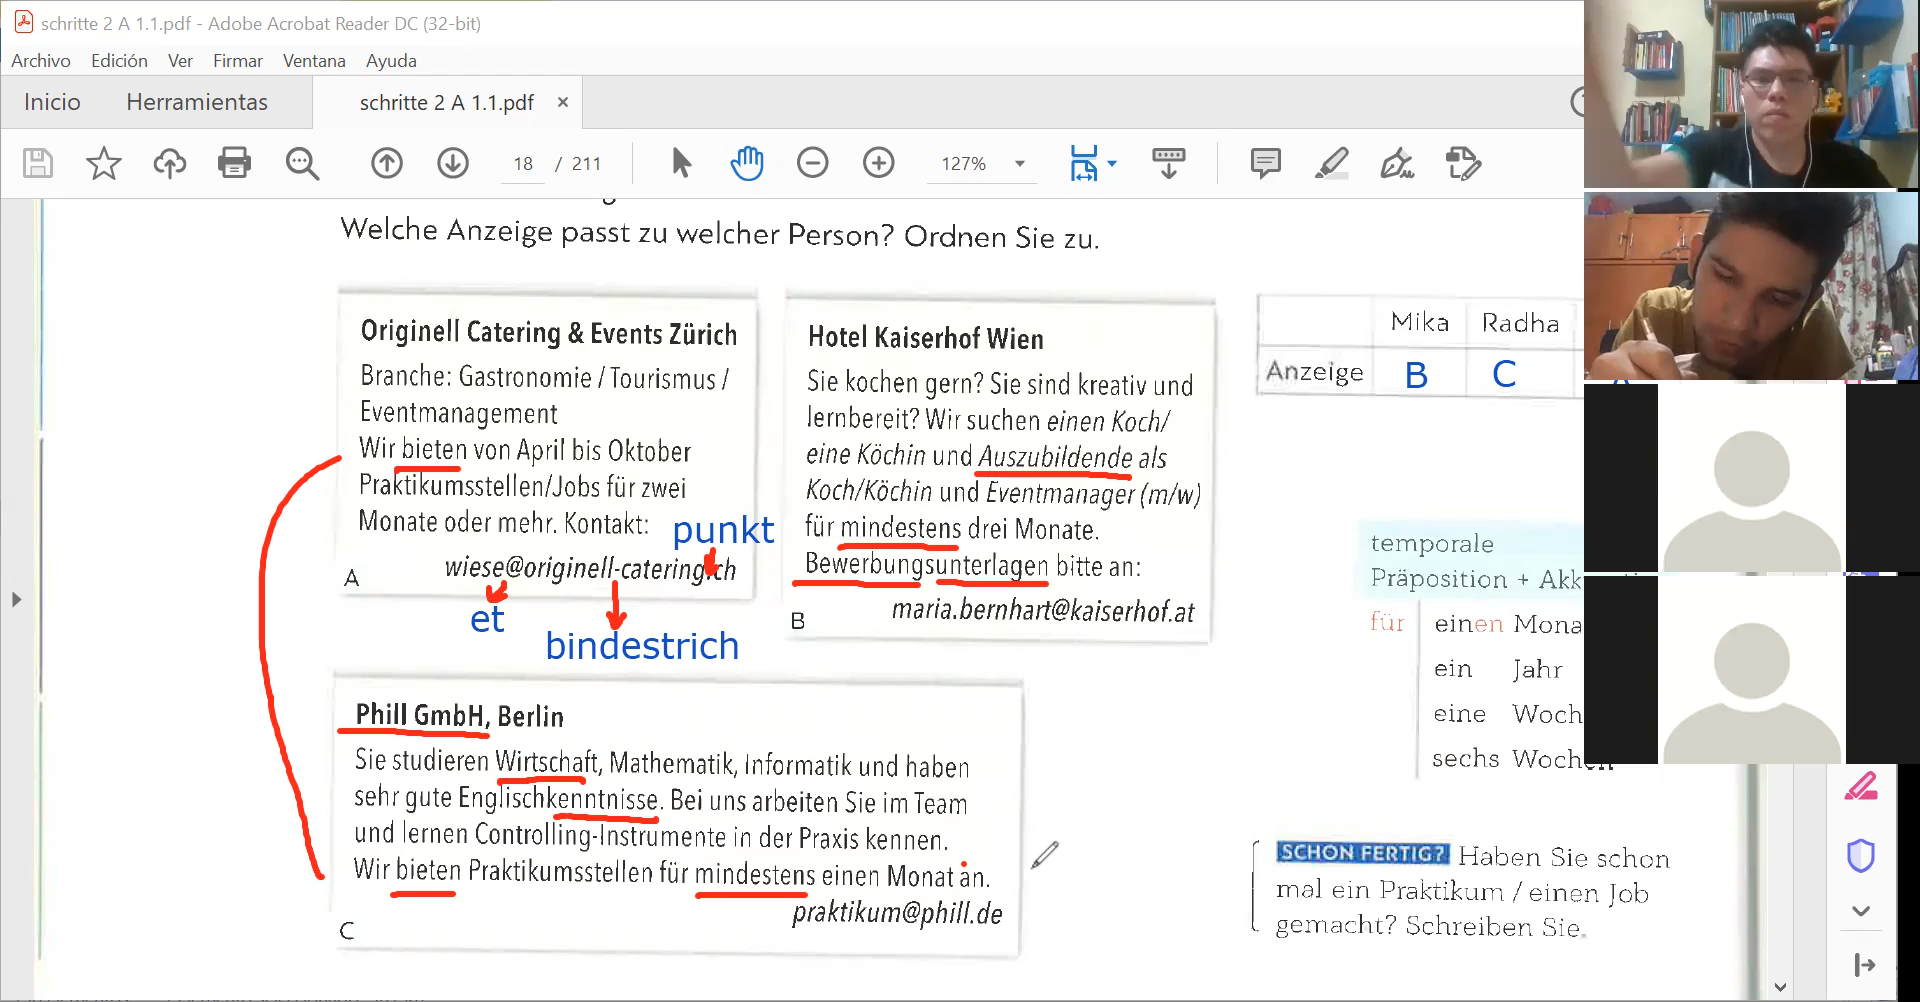 schritte 2 A 1.1.pdf - Adobe Acrobat Reader DC (32-bit)
Archivo Edición Ver Firmar Ventana Ayuda
Inicio Herramientas schritte 2 A 1.1.pdf ×
18 / 211 127%
Welche Anzeige passt zu welcher Person? Ordnen Sie zu.
Originell Catering & Events Zürich
Branche: Gastronomie / Tourismus /
Eventmanagement
Wir bieten von April bis Oktober
Praktikumsstellen/Jobs für zwei
Monate oder mehr. Kontakt:
punkt
wiese@originell-catering.ch
A
et
bindestrich
Hotel Kaiserhof Wien
Sie kochen gern? Sie sind kreativ und
lernbereit? Wir suchen einen Koch/
eine Köchin und Auszubildende als
Koch/Köchin und Eventmanager (m/w)
für mindestens drei Monate.
Bewerbungsunterlagen bitte an:
maria.bernhart@kaiserhof.at
B
Mika Radha
Anzeige B C
temporale
Präposition + Akk
für einen Mona
ein Jahr
eine Woch
sechs Wochen
Phill GmbH, Berlin
Sie studieren Wirtschaft, Mathematik, Informatik und haben
sehr gute Englischkenntnisse. Bei uns arbeiten Sie im Team
und lernen Controlling-Instrumente in der Praxis kennen.
Wir bieten Praktikumsstellen für mindestens einen Monat an.
praktikum@phill.de
C
SCHON FERTIG? Haben Sie schon
mal ein Praktikum / einen Job
gemacht? Schreiben Sie.